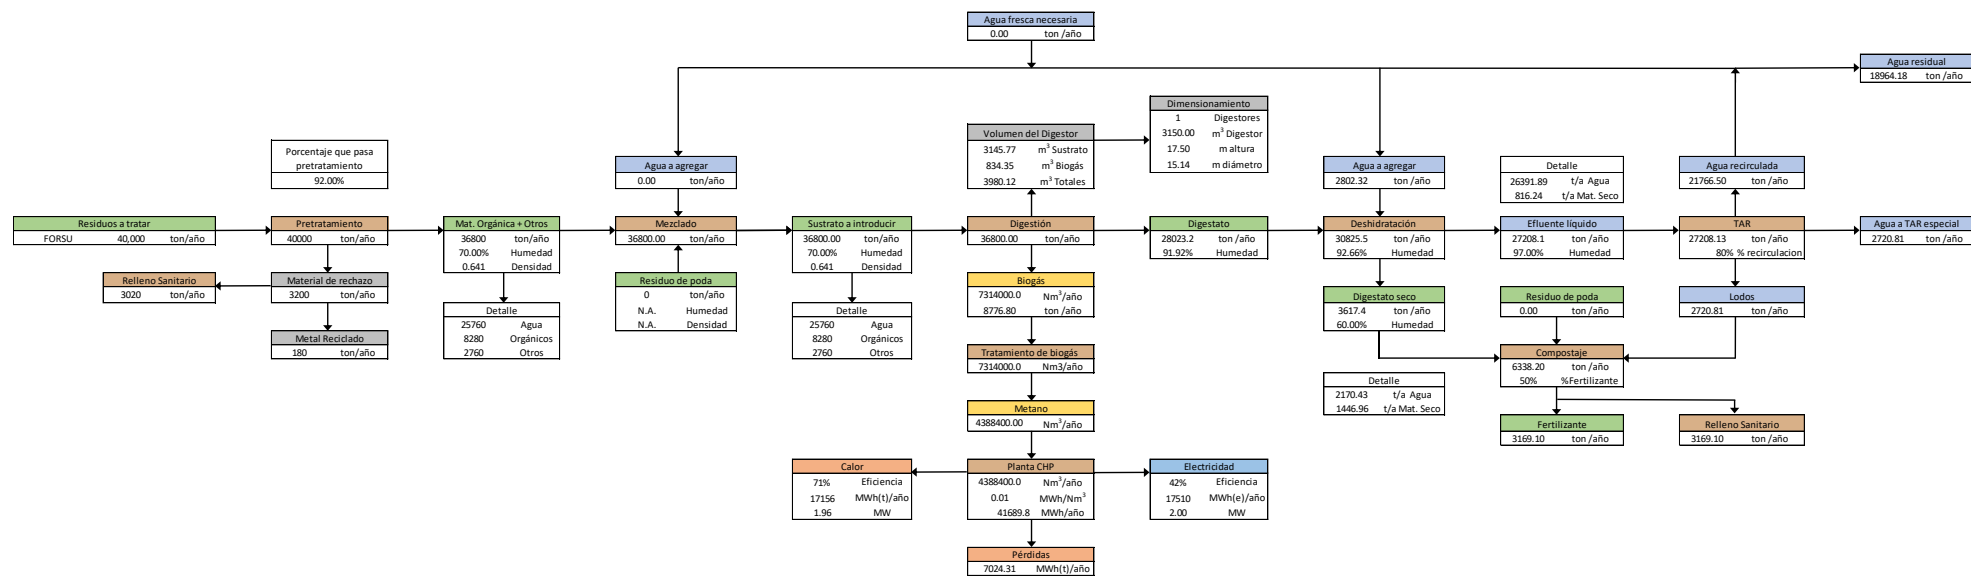 Agua fresca necesaria
0.00 ton /año
Agua residual
18964.18 ton /año
Dimensionamiento
1 Digestores
3150.00 m³ Digestor
17.50 m altura
15.14 m diámetro
Volumen del Digestor
3145.77 m³ Sustrato
834.35 m³ Biogás
3980.12 m³ Totales
Porcentaje que pasa
pretratamiento
92.00%
Agua a agregar
0.00 ton/año
Agua a agregar
2802.32 ton /año
Detalle
26391.89 t/a Agua
816.24 t/a Mat. Seco
Agua recirculada
21766.50 ton /año
Residuos a tratar
FORSU 40,000 ton/año
Pretratamiento
40000 ton/año
Mat. Orgánica + Otros
36800 ton/año
70.00% Humedad
0.641 Densidad
Mezclado
36800.00 ton/año
Sustrato a introducir
36800.00 ton/año
70.00% Humedad
0.641 Densidad
Digestión
36800.00 ton/año
Digestato
28023.2 ton /año
91.92% Humedad
Deshidratación
30825.5 ton /año
92.66% Humedad
Efluente líquido
27208.1 ton /año
97.00% Humedad
TAR
27208.13 ton /año
80% % recirculacion
Agua a TAR especial
2720.81 ton /año
Relleno Sanitario
3020 ton/año
Material de rechazo
3200 ton/año
Metal Reciclado
180 ton/año
Detalle
25760 Agua
8280 Orgánicos
2760 Otros
Residuo de poda
0 ton/año
N.A. Humedad
N.A. Densidad
Detalle
25760 Agua
8280 Orgánicos
2760 Otros
Biogás
7314000.0 Nm³/año
8776.80 ton /año
Digestato seco
3617.4 ton /año
60.00% Humedad
Residuo de poda
0.00 ton /año
Lodos
2720.81 ton /año
Tratamiento de biogás
7314000.0 Nm3/año
Compostaje
6338.20 ton /año
50% %Fertilizante
Detalle
2170.43 t/a Agua
1446.96 t/a Mat. Seco
Metano
4388400.00 Nm³/año
Fertilizante
3169.10 ton /año
Relleno Sanitario
3169.10 ton /año
Calor
71% Eficiencia
17156 MWh(t)/año
1.96 MW
Planta CHP
4388400.0 Nm³/año
0.01 MWh/Nm³
41689.8 MWh/año
Electricidad
42% Eficiencia
17510 MWh(e)/año
2.00 MW
Pérdidas
7024.31 MWh(t)/año